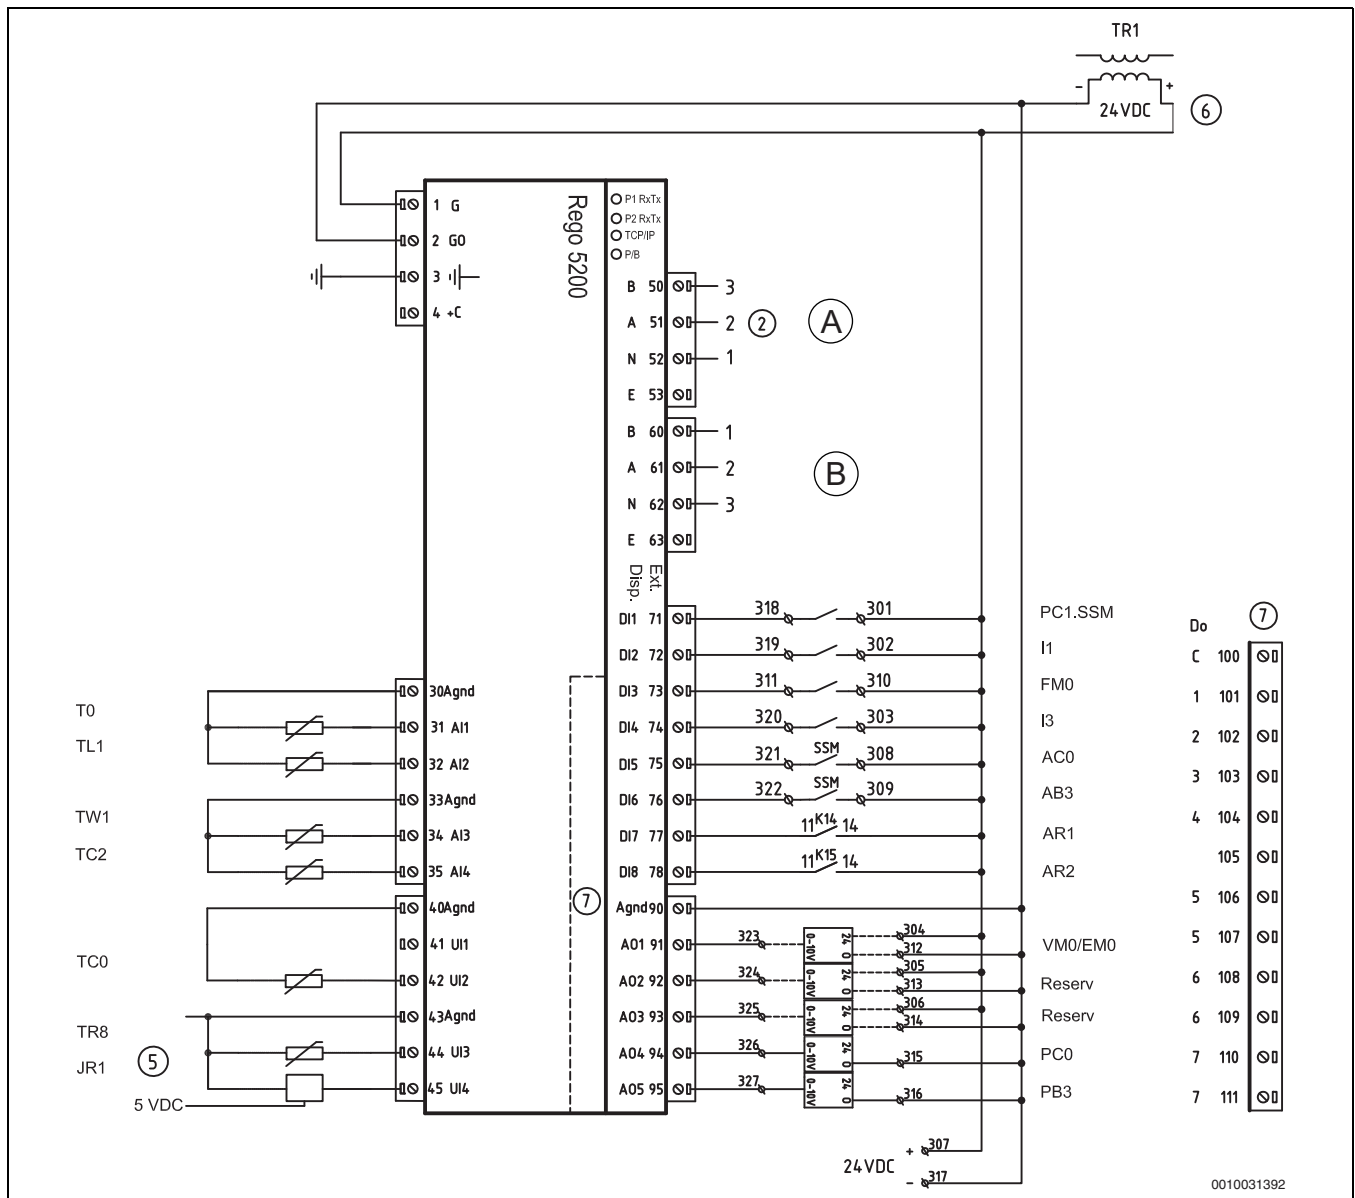 TR1
- +
24VDC
6
Rego 5200
1 G
2 G0
3
4 +C
P1 RxTx
P2 RxTx
TCP/IP
P/B
B 50 3
A 51 2 2 A
N 52 1
E 53
B 60 1
A 61 2 B
N 62 3
E 63
Disp. Ext.
DI1 71 318 301 PC1.SSM
DI2 72 319 302 I1
DI3 73 311 310 FM0
DI4 74 320 303 I3
DI5 75 321 SSM 308 AC0
DI6 76 322 SSM 309 AB3
DI7 77 11 K14 14 AR1
DI8 78 11 K15 14 AR2
Agnd 90
AO1 91 323 0-10V 24 0 304 312 VM0/EM0
AO2 92 324 0-10V 24 0 305 313 Reserv
AO3 93 325 0-10V 24 0 306 314 Reserv
AO4 94 326 0-10V 24 0 315 PC0
AO5 95 327 0-10V 24 0 316 PB3
30Agnd
T0 31 AI1
TL1 32 AI2
33Agnd
TW1 34 AI3
TC2 35 AI4
40Agnd
41 UI1
TC0 42 UI2
43Agnd
TR8 44 UI3
JR1 5 45 UI4
5 VDC
7
24VDC
+ 307
- 317
Do 7
C 100
1 101
2 102
3 103
4 104
105
5 106
5 107
6 108
6 109
7 110
7 111
0010031392